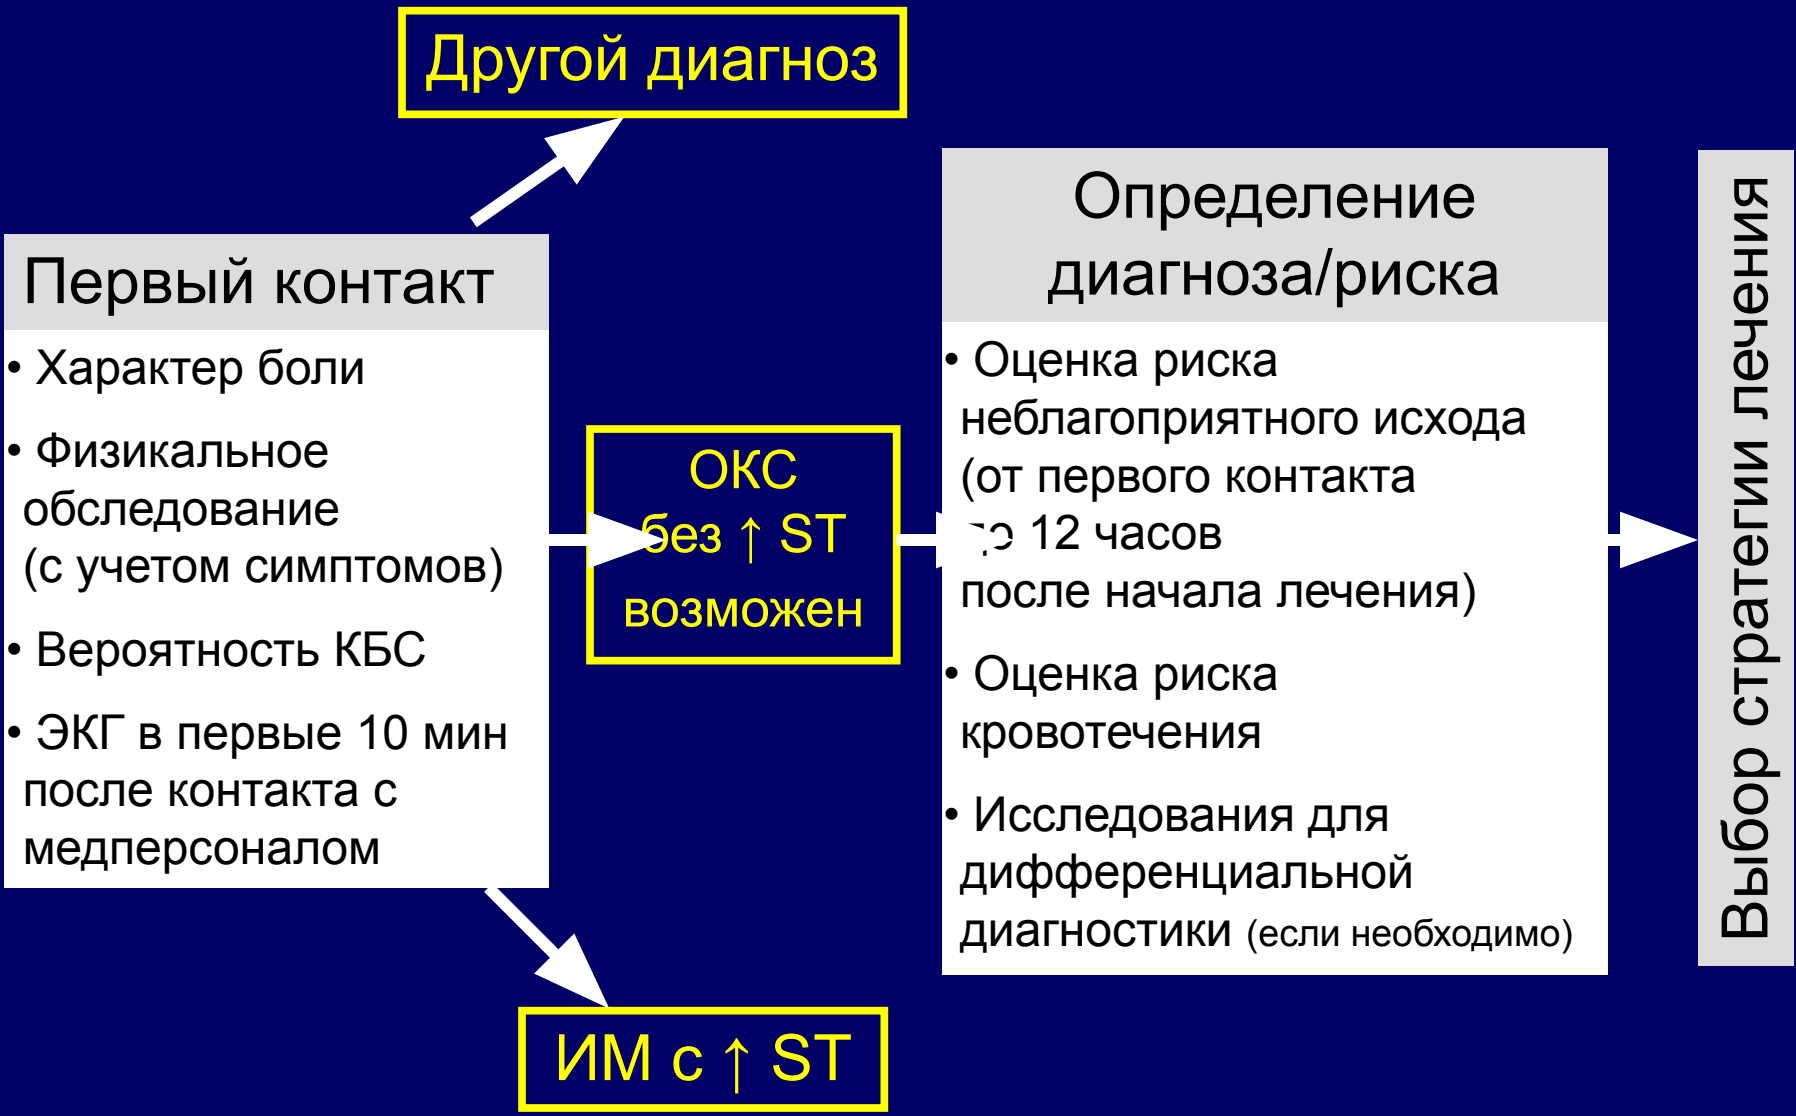 Другой диагноз
Первый контакт
• Характер боли
• Физикальное
обследование
(с учетом симптомов)
• Вероятность КБС
• ЭКГ в первые 10 мин
после контакта с
медперсоналом
ОКС
без ↑ ST
возможен
ИМ с ↑ ST
Определение
диагноза/риска
• Оценка риска
неблагоприятного исхода
(от первого контакта
до 12 часов
после начала лечения)
• Оценка риска
кровотечения
• Исследования для
дифференциальной
диагностики (если необходимо)
Выбор стратегии лечения